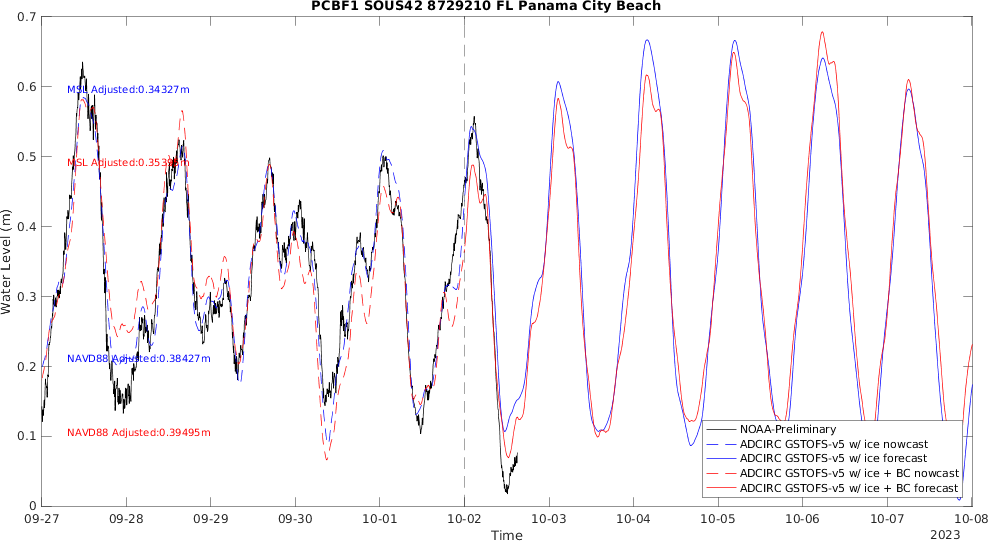 PCBF1 SOUS42 8729210 FL Panama City Beach
Water Level (m)
0.7
0.6
0.5
0.4
0.3
0.2
0.1
0
MSL Adjusted:0.34327m
MSL Adjusted:
NAVD88 Adjusted:0.38427m
NAVD88 Adjusted:0.39495m
NOAA-Preliminary
ADCIRC GSTOFS-v5 w/ ice nowcast
ADCIRC GSTOFS-v5 w/ ice forecast
ADCIRC GSTOFS-v5 w/ ice + BC nowcast
ADCIRC GSTOFS-v5 w/ ice + BC forecast
09-27 09-28 09-29 09-30 10-01 10-02 10-03 10-04 10-05 10-06 10-07 10-08
Time
2023